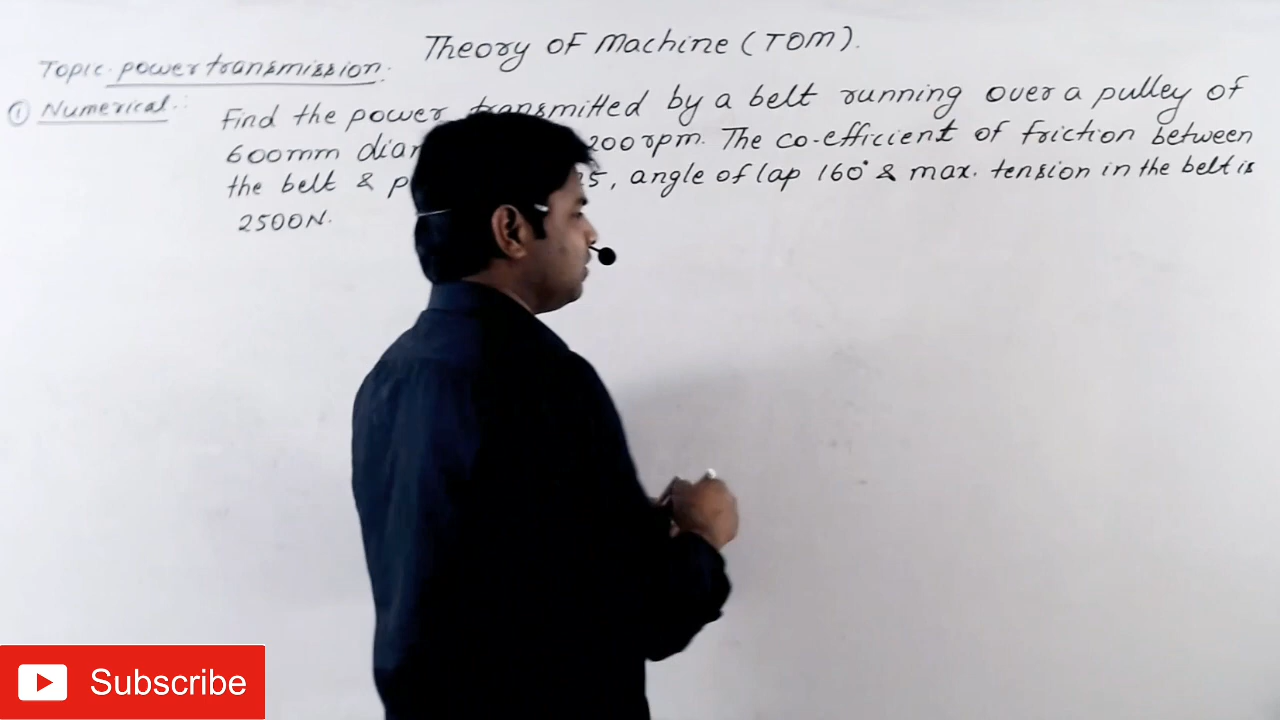 Theory of Machine (TOM).
Topic: power transmission:
① Numerical:
Find the power transmitted by a belt running over a pulley of
600mm 200 rpm. The co-efficient of friction between
the belt & , angle of lap 160° & max. tension in the belt is
2500N.
Subscribe